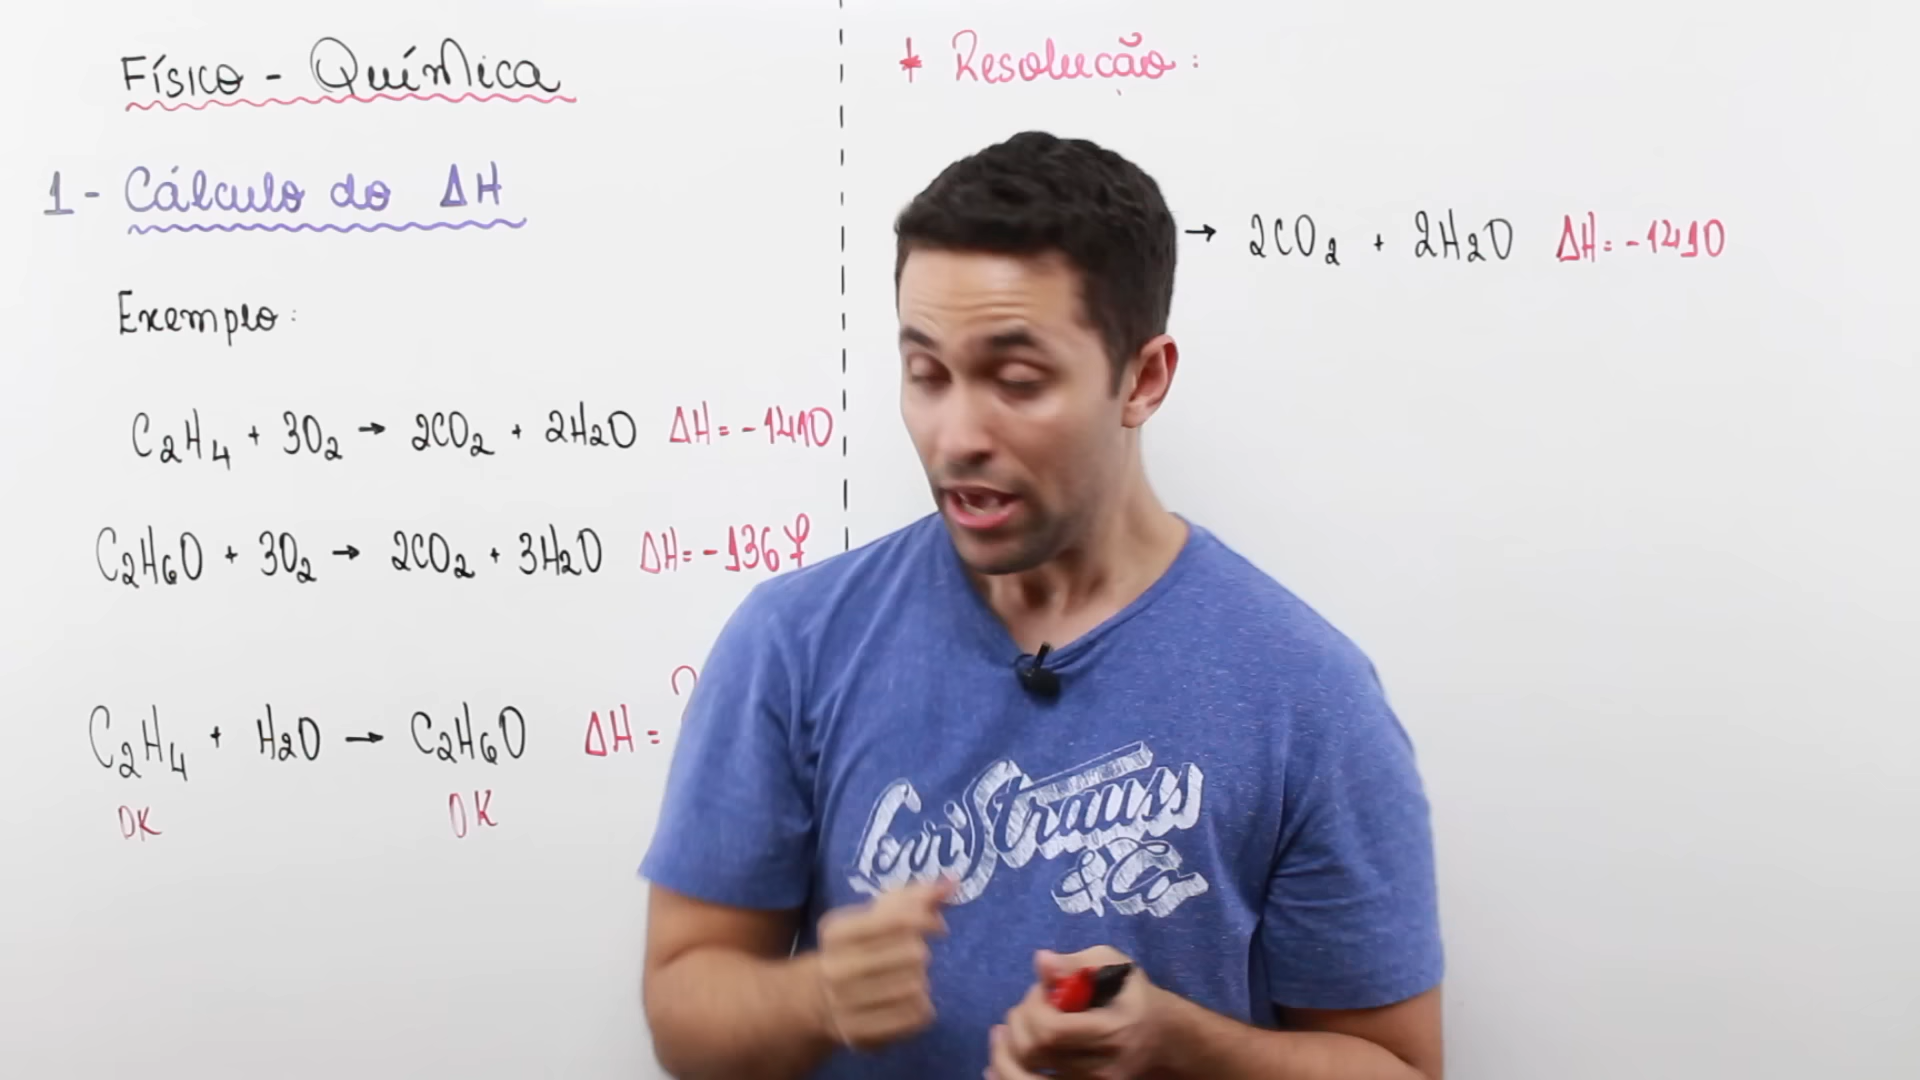 Físico - Química
1 - Cálculo do ΔH
Exemplo:
C₂H₄ + 3O₂ → 2CO₂ + 2H₂O ΔH = -1410
C₂H₆O + 3O₂ → 2CO₂ + 3H₂O ΔH = -1367
?
C₂H₄ + H₂O → C₂H₆O ΔH =
OK OK
* Resolução:
→ 2CO₂ + 2H₂O ΔH = -1410
Levi Strauss
& Co